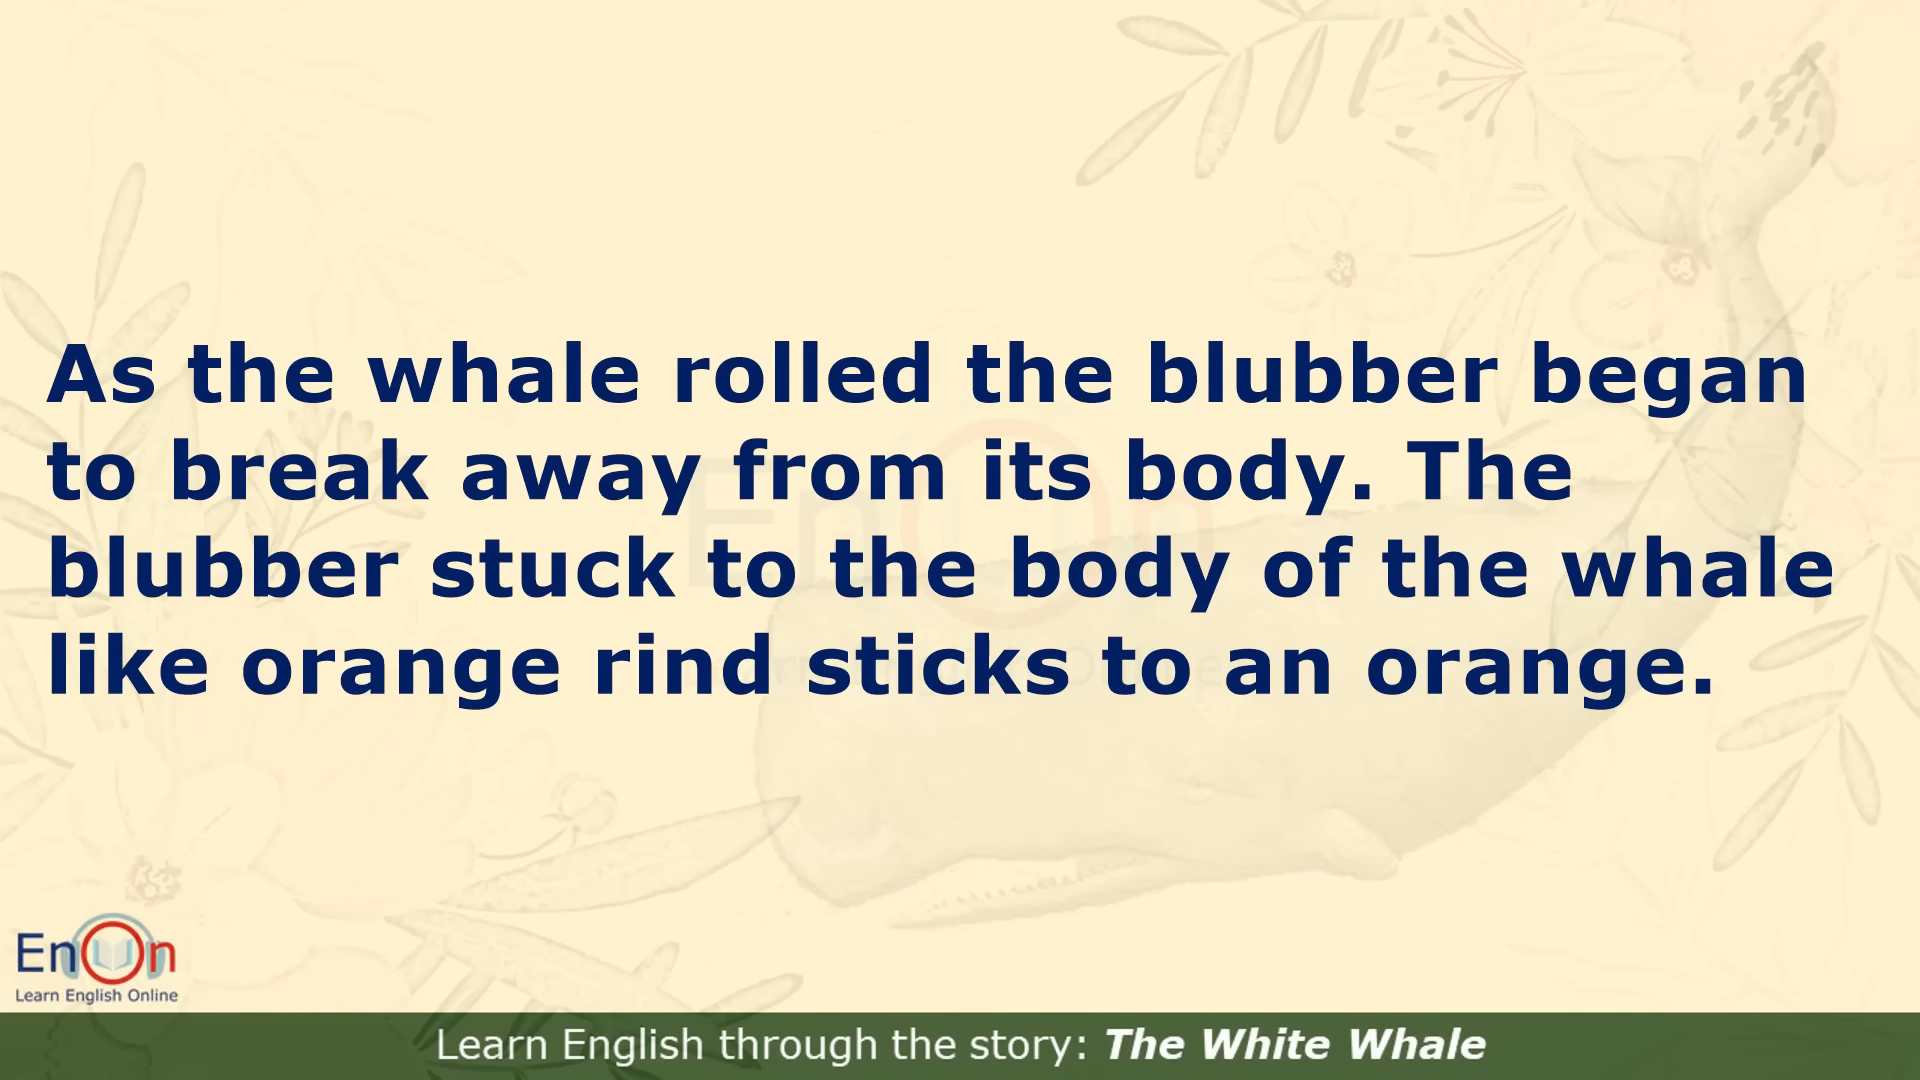 As the whale rolled the blubber began
to break away from its body. The
blubber stuck to the body of the whale
like orange rind sticks to an orange.
EnOn
Learn English Online
Learn English through the story: The White Whale